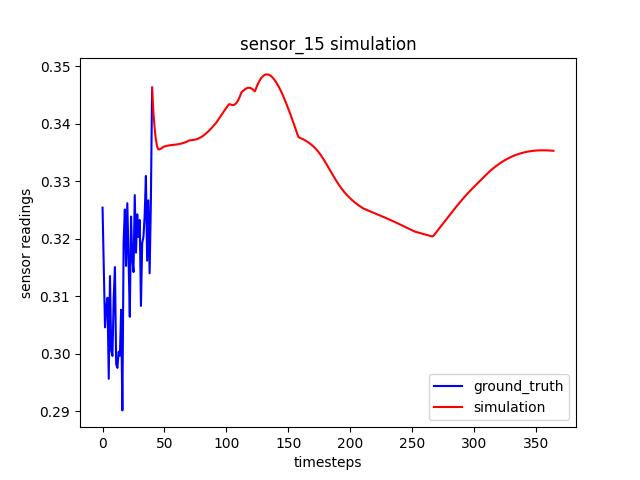 sensor_15 simulation
0.35
0.34
0.33
0.32
0.31
0.30
0.29
sensor readings
0 50 100 150 200 250 300 350
timesteps
ground_truth
simulation